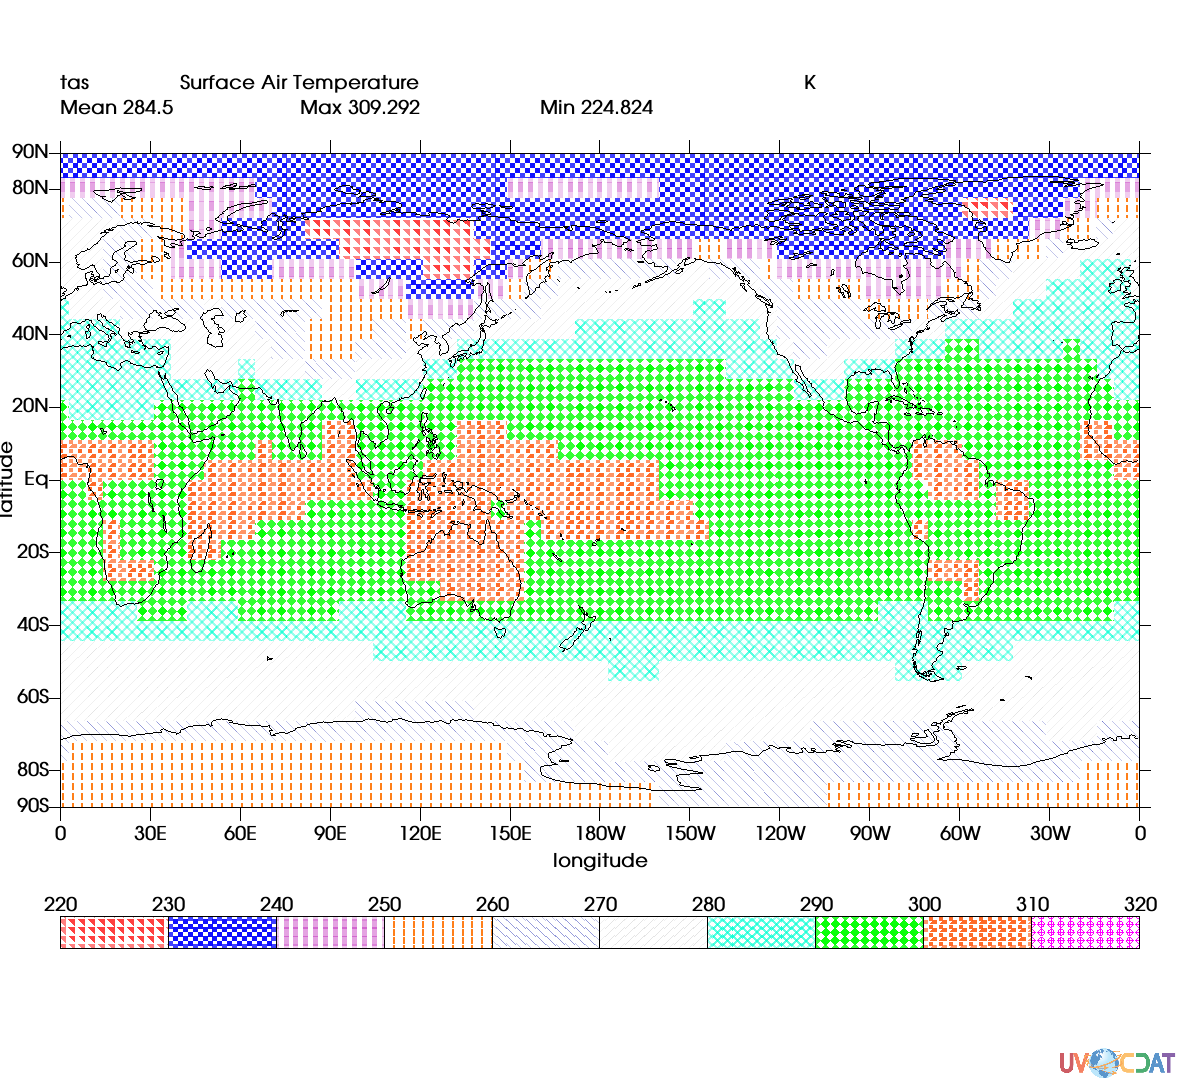 tas Surface Air Temperature K
Mean 284.5 Max 309.292 Min 224.824
90N
80N
60N
40N
20N
Eq
20S
40S
60S
80S
90S
latitude
0 30E 60E 90E 120E 150E 180W 150W 120W 90W 60W 30W 0
longitude
220 230 240 250 260 270 280 290 300 310 320
UV CDAT